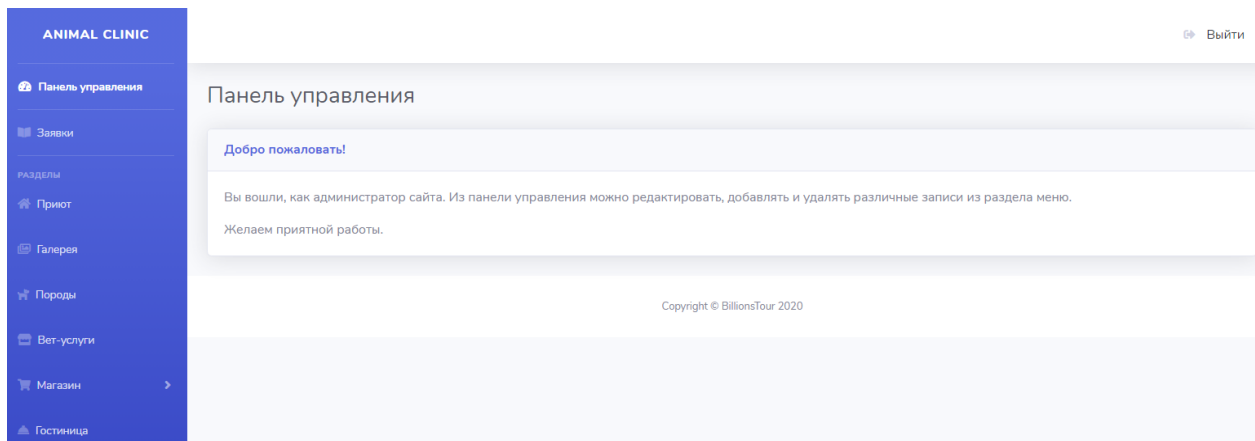 ANIMAL CLINIC
Выйти
Панель управления
Заявки
РАЗДЕЛЫ
Приют
Галерея
Породы
Вет-услуги
Магазин
Гостиница
Панель управления
Добро пожаловать!
Вы вошли, как администратор сайта. Из панели управления можно редактировать, добавлять и удалять различные записи из раздела меню.
Желаем приятной работы.
Copyright © BillionsTour 2020